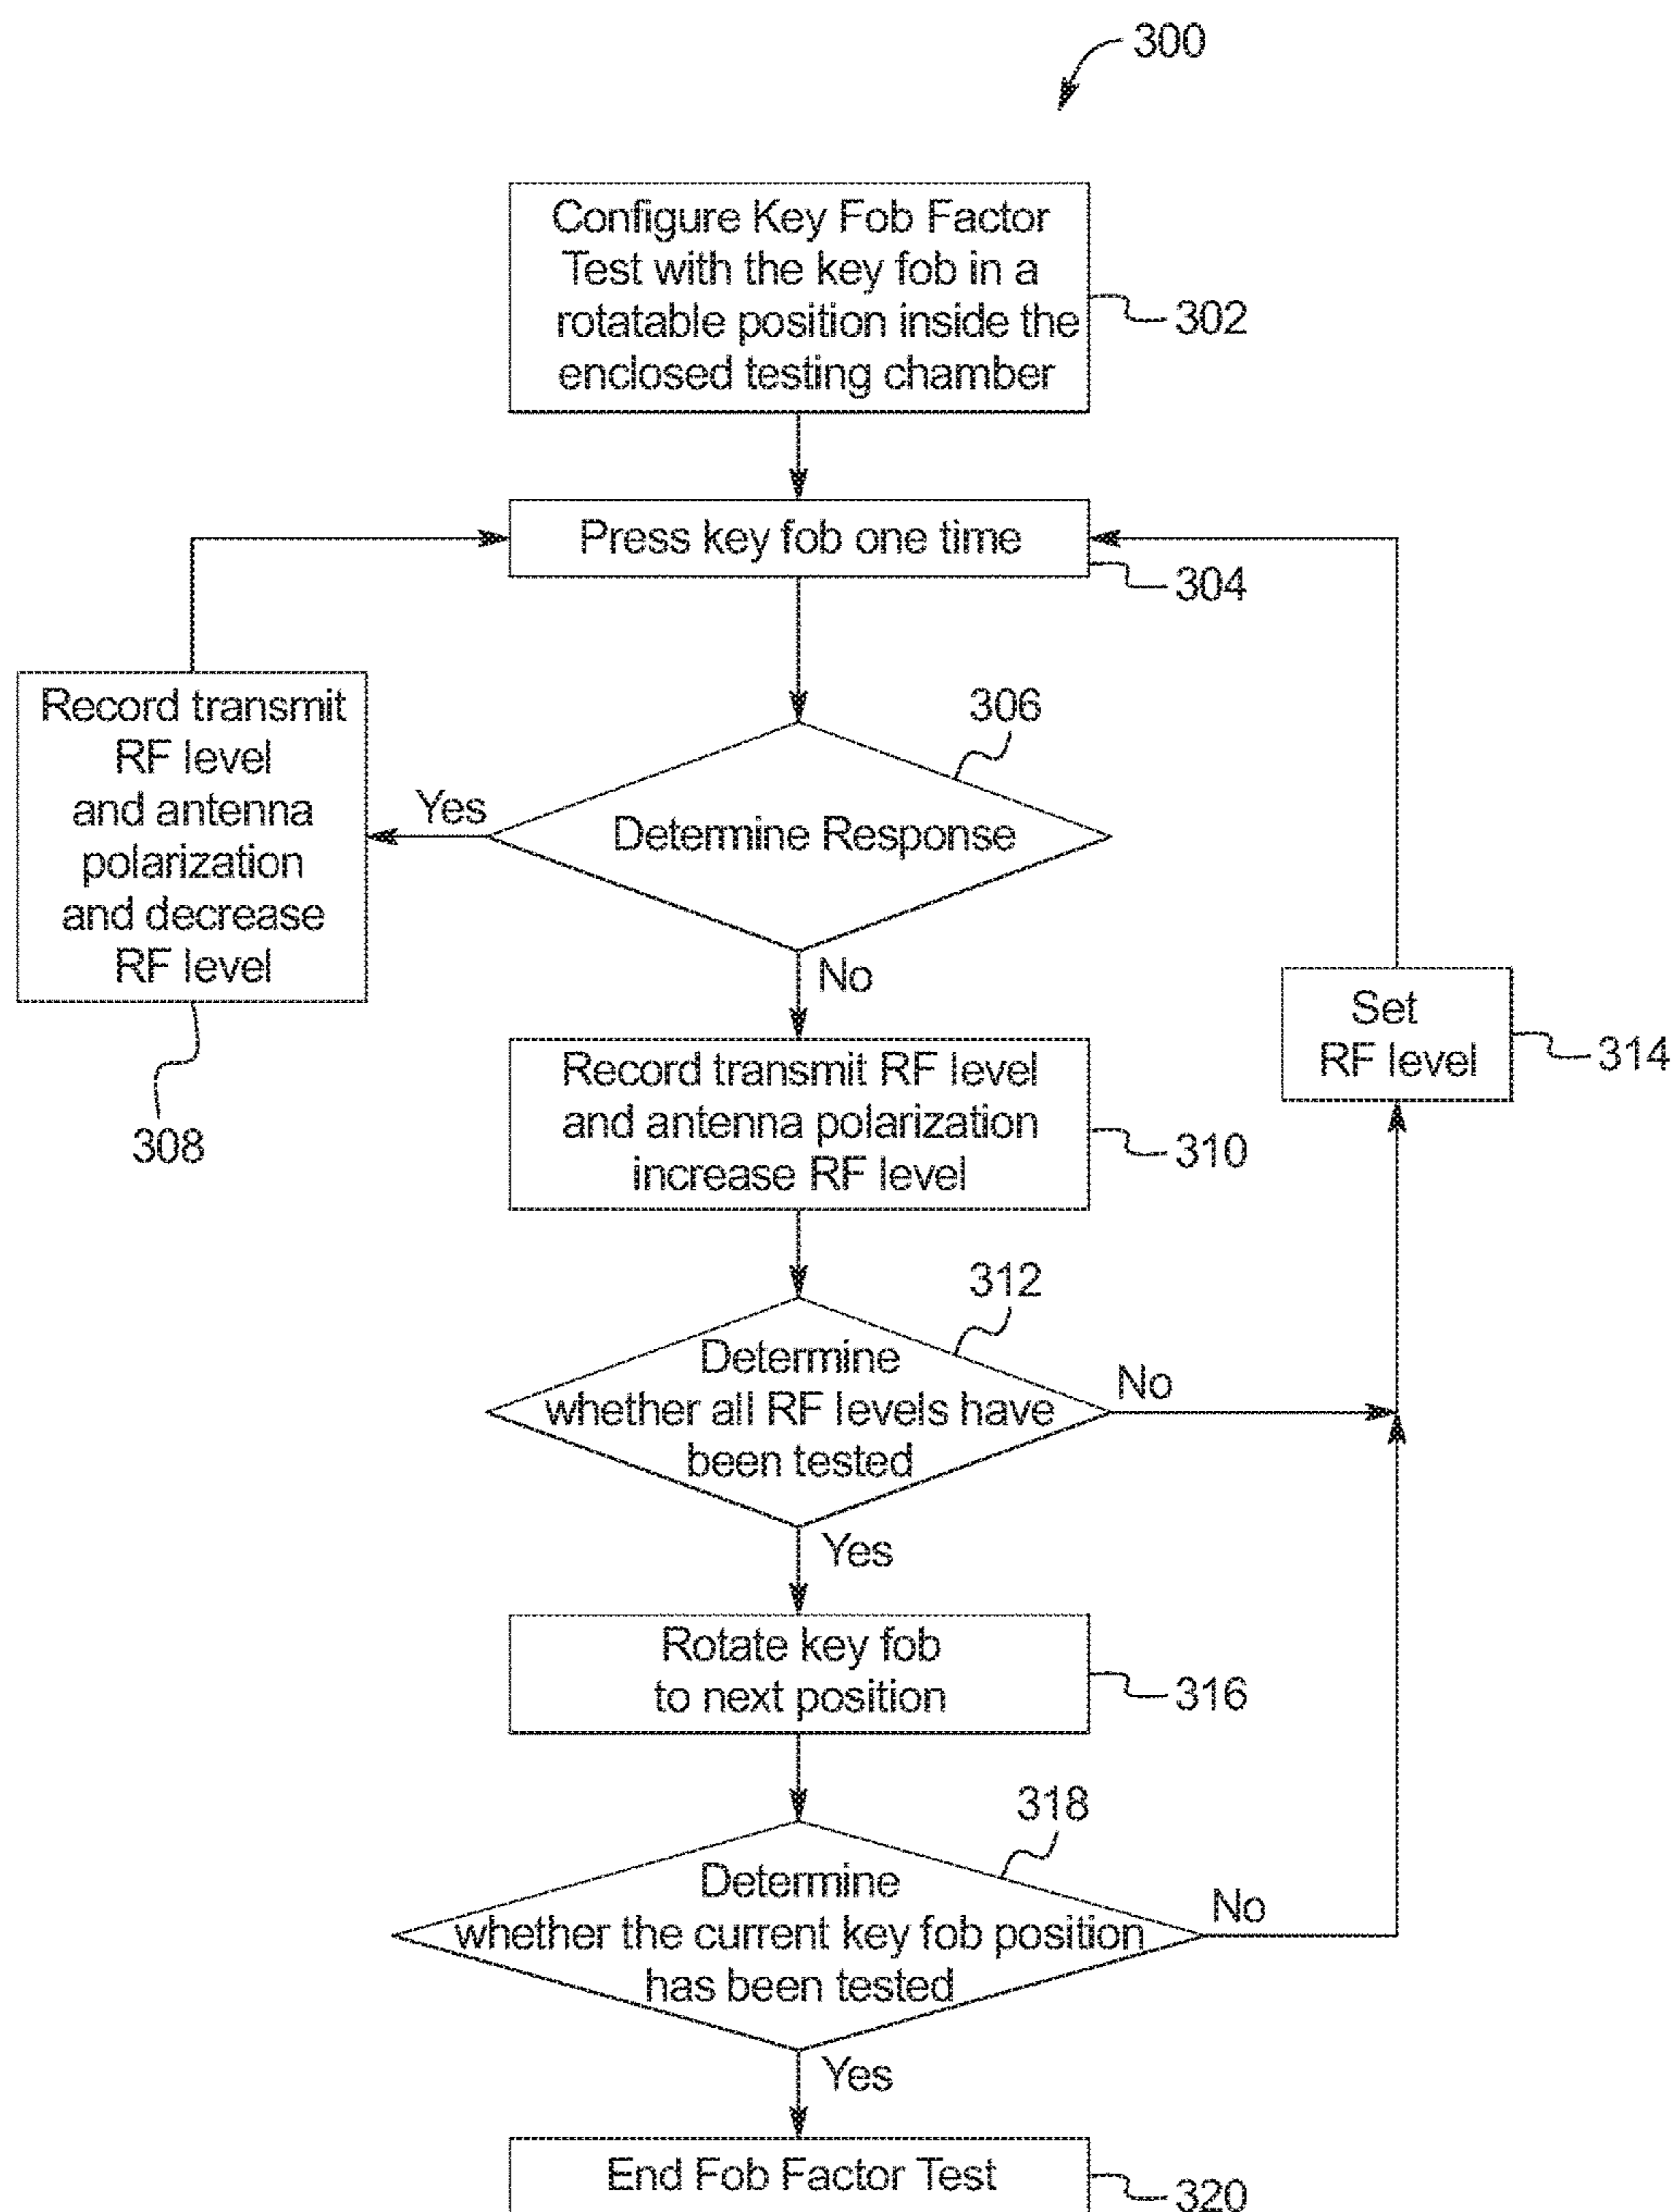 300
Configure Key Fob Factor
Test with the key fob in a
rotatable position inside the
enclosed testing chamber
302
Press key fob one time
304
Record transmit
RF level
and antenna
polarization
and decrease
RF level
308
Yes
306
Determine Response
No
Set
RF level
314
Record transmit RF level
and antenna polarization
increase RF level
310
312
Determine
whether all RF levels have
been tested
No
Yes
Rotate key fob
to next position
316
318
Determine
whether the current key fob position
has been tested
No
Yes
End Fob Factor Test
320